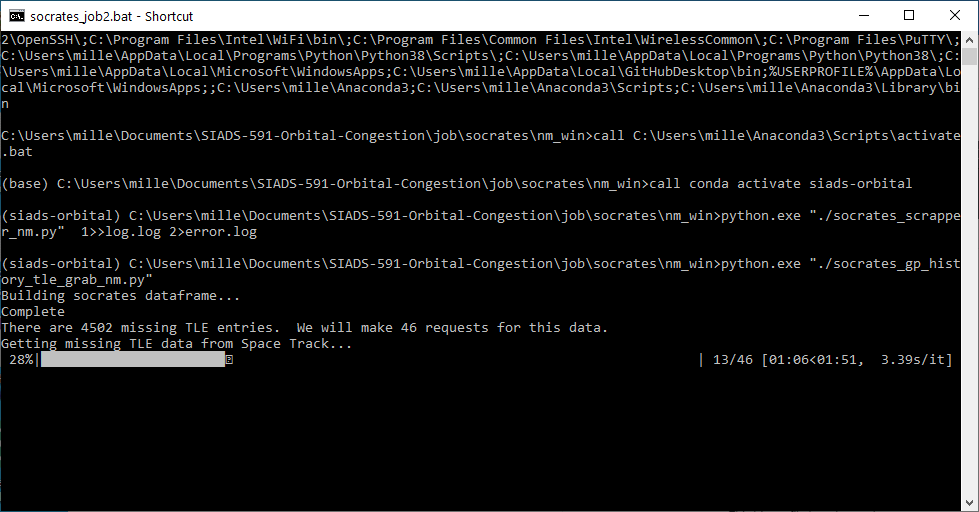 socrates_job2.bat - Shortcut
2\OpenSSH\;C:\Program Files\Intel\WiFi\bin\;C:\Program Files\Common Files\Intel\WirelessCommon\;C:\Program Files\PuTTY\;
C:\Users\mille\AppData\Local\Programs\Python\Python38\Scripts\;C:\Users\mille\AppData\Local\Programs\Python\Python38\;C:
\Users\mille\AppData\Local\Microsoft\WindowsApps;C:\Users\mille\AppData\Local\GitHubDesktop\bin;%USERPROFILE%\AppData\Lo
cal\Microsoft\WindowsApps;;C:\Users\mille\Anaconda3;C:\Users\mille\Anaconda3\Scripts;C:\Users\mille\Anaconda3\Library\bi
n
C:\Users\mille\Documents\SIADS-591-Orbital-Congestion\job\socrates\nm_win>call C:\Users\mille\Anaconda3\Scripts\activate
.bat
(base) C:\Users\mille\Documents\SIADS-591-Orbital-Congestion\job\socrates\nm_win>call conda activate siads-orbital
(siads-orbital) C:\Users\mille\Documents\SIADS-591-Orbital-Congestion\job\socrates\nm_win>python.exe "./socrates_scrappe
r_nm.py"  1>>log.log 2>error.log
(siads-orbital) C:\Users\mille\Documents\SIADS-591-Orbital-Congestion\job\socrates\nm_win>python.exe "./socrates_gp_hist
ory_tle_grab_nm.py"
Building socrates dataframe...
Complete
There are 4502 missing TLE entries.  We will make 46 requests for this data.
Getting missing TLE data from Space Track...
28%| | 13/46 [01:06<01:51,  3.39s/it]